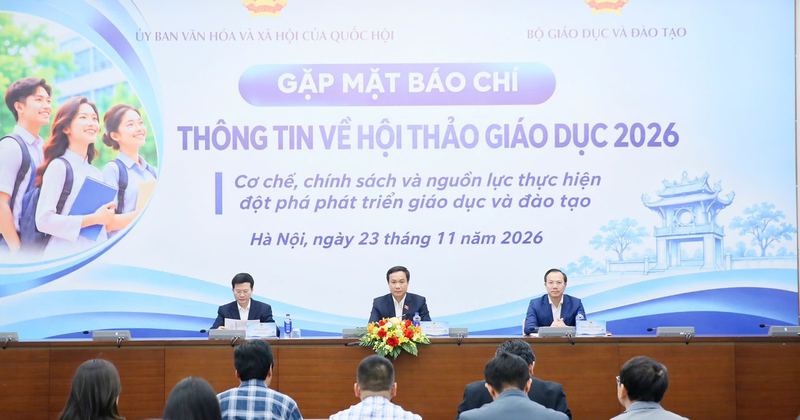 ỦY BAN VĂN HÓA VÀ XÃ HỘI CỦA QUỐC HỘI
BỘ GIÁO DỤC VÀ ĐÀO TẠO
GẶP MẶT BÁO CHÍ
THÔNG TIN VỀ HỘI THẢO GIÁO DỤC 2026
Cơ chế, chính sách và nguồn lực thực hiện
đột phá phát triển giáo dục và đào tạo
Hà Nội, ngày 23 tháng 11 năm 2026